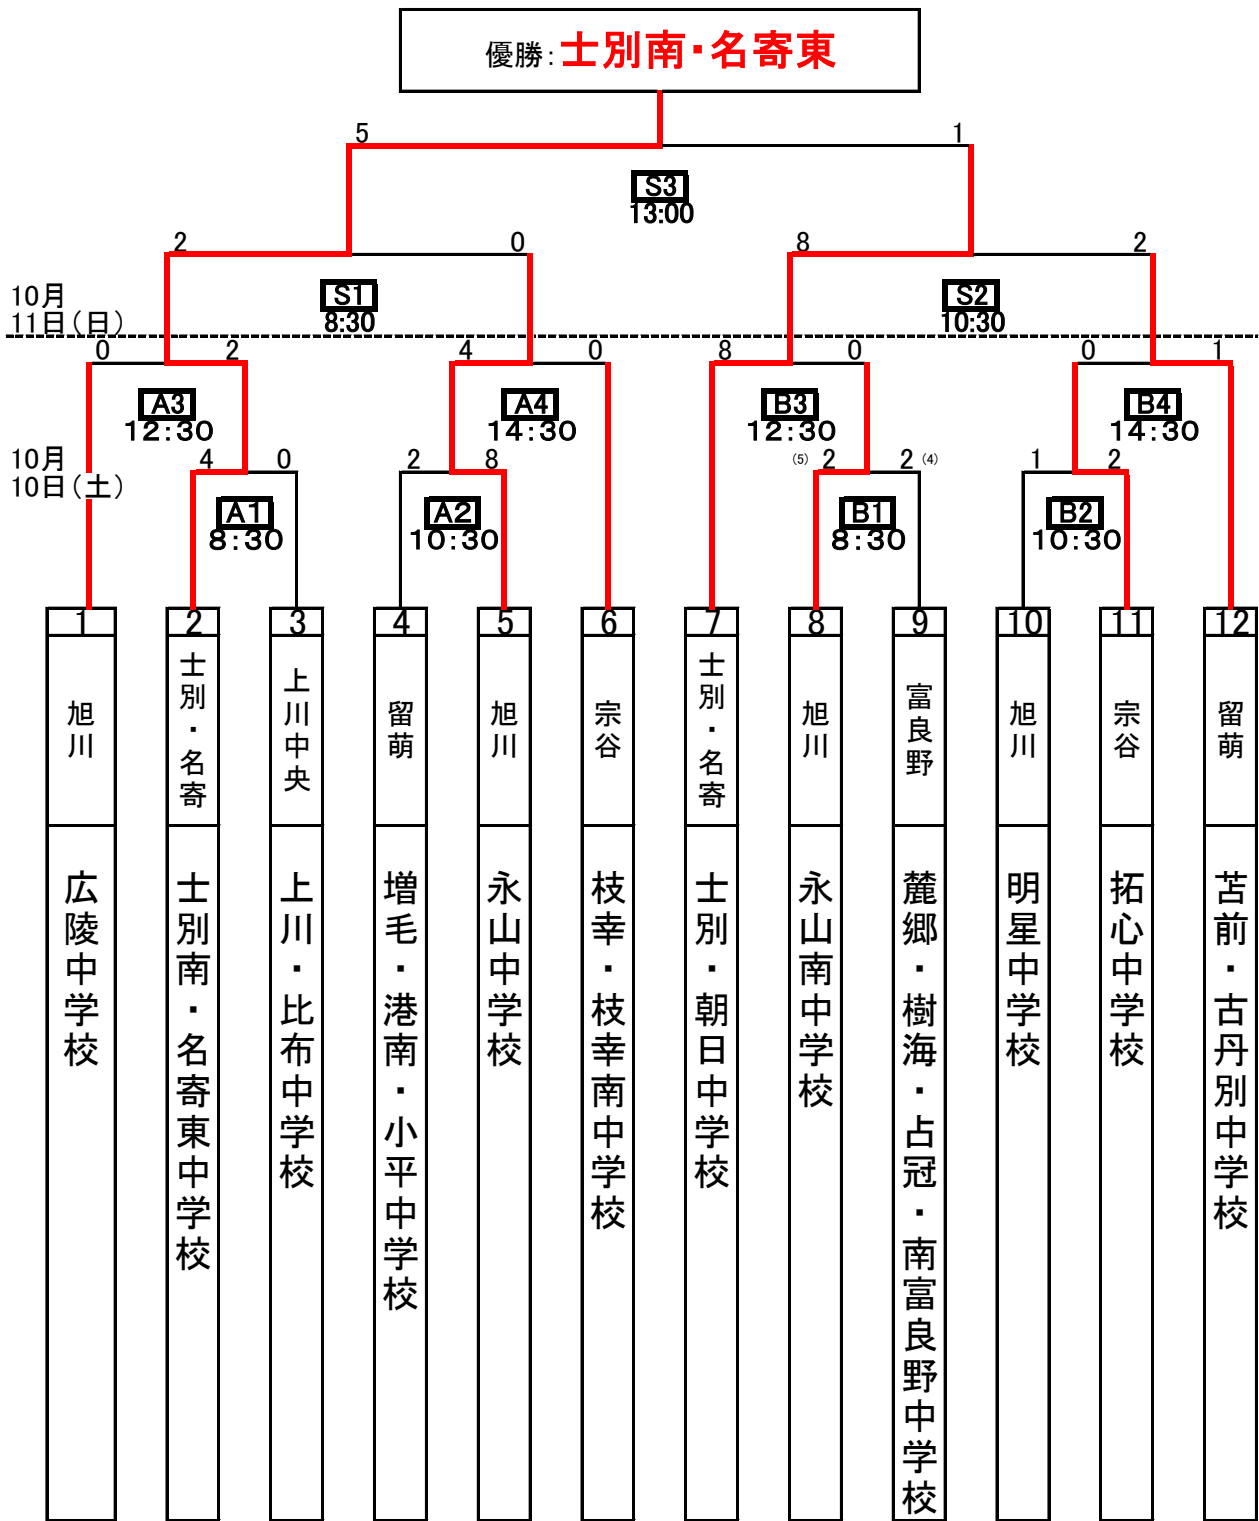 優勝：士別南・名寄東
5 1
S3
13:00
2 0 8 2
10月
11日（日）
S1
8:30
S2
10:30
0 2 4 0 8 0 0 1
A3
12:30
A4
14:30
B3
12:30
B4
14:30
10月
10日（土）
4 0 2 8 (5) 2 2 (4) 1 2
A1
8:30
A2
10:30
B1
8:30
B2
10:30
1 2 3 4 5 6 7 8 9 10 11 12
旭川
士別・名寄
上川中央
留萌
旭川
宗谷
士別・名寄
旭川
富良野
旭川
宗谷
留萌
広陵中学校
士別南・名寄東中学校
上川・比布中学校
増毛・港南・小平中学校
永山中学校
枝幸・枝幸南中学校
士別・朝日中学校
永山南中学校
麓郷・樹海・占冠・南富良野中学校
明星中学校
拓心中学校
苫前・古丹別中学校